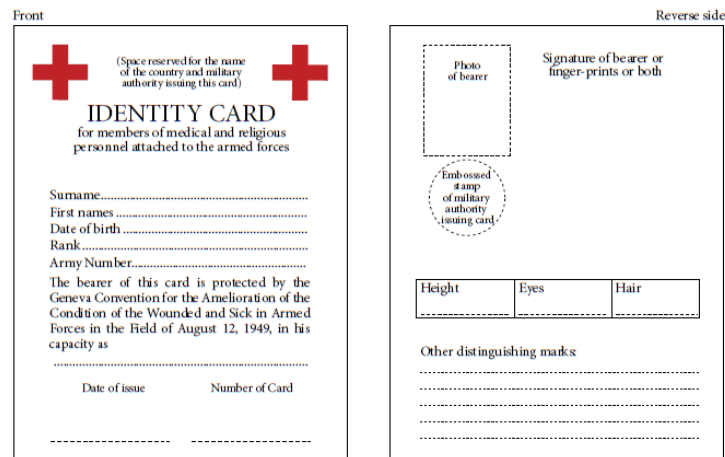 Front
Reverse side
(Space reserved for the name
of the country and military
authority issuing this card)
IDENTITY CARD
for members of medical and religious
personnel attached to the armed forces
Surname
First names
Date of birth
Rank
Army Number
The bearer of this card is protected by the
Geneva Convention for the Amelioration of the
Condition of the Wounded and Sick in Armed
Forces in the Field of August 12, 1949, in his
capacity as
Date of issue Number of Card
Photo
of bearer
Signature of bearer or
finger-prints or both
Embosssed
stamp
of military
authority
issuing card
Height Eyes Hair
Other distinguishing marks: